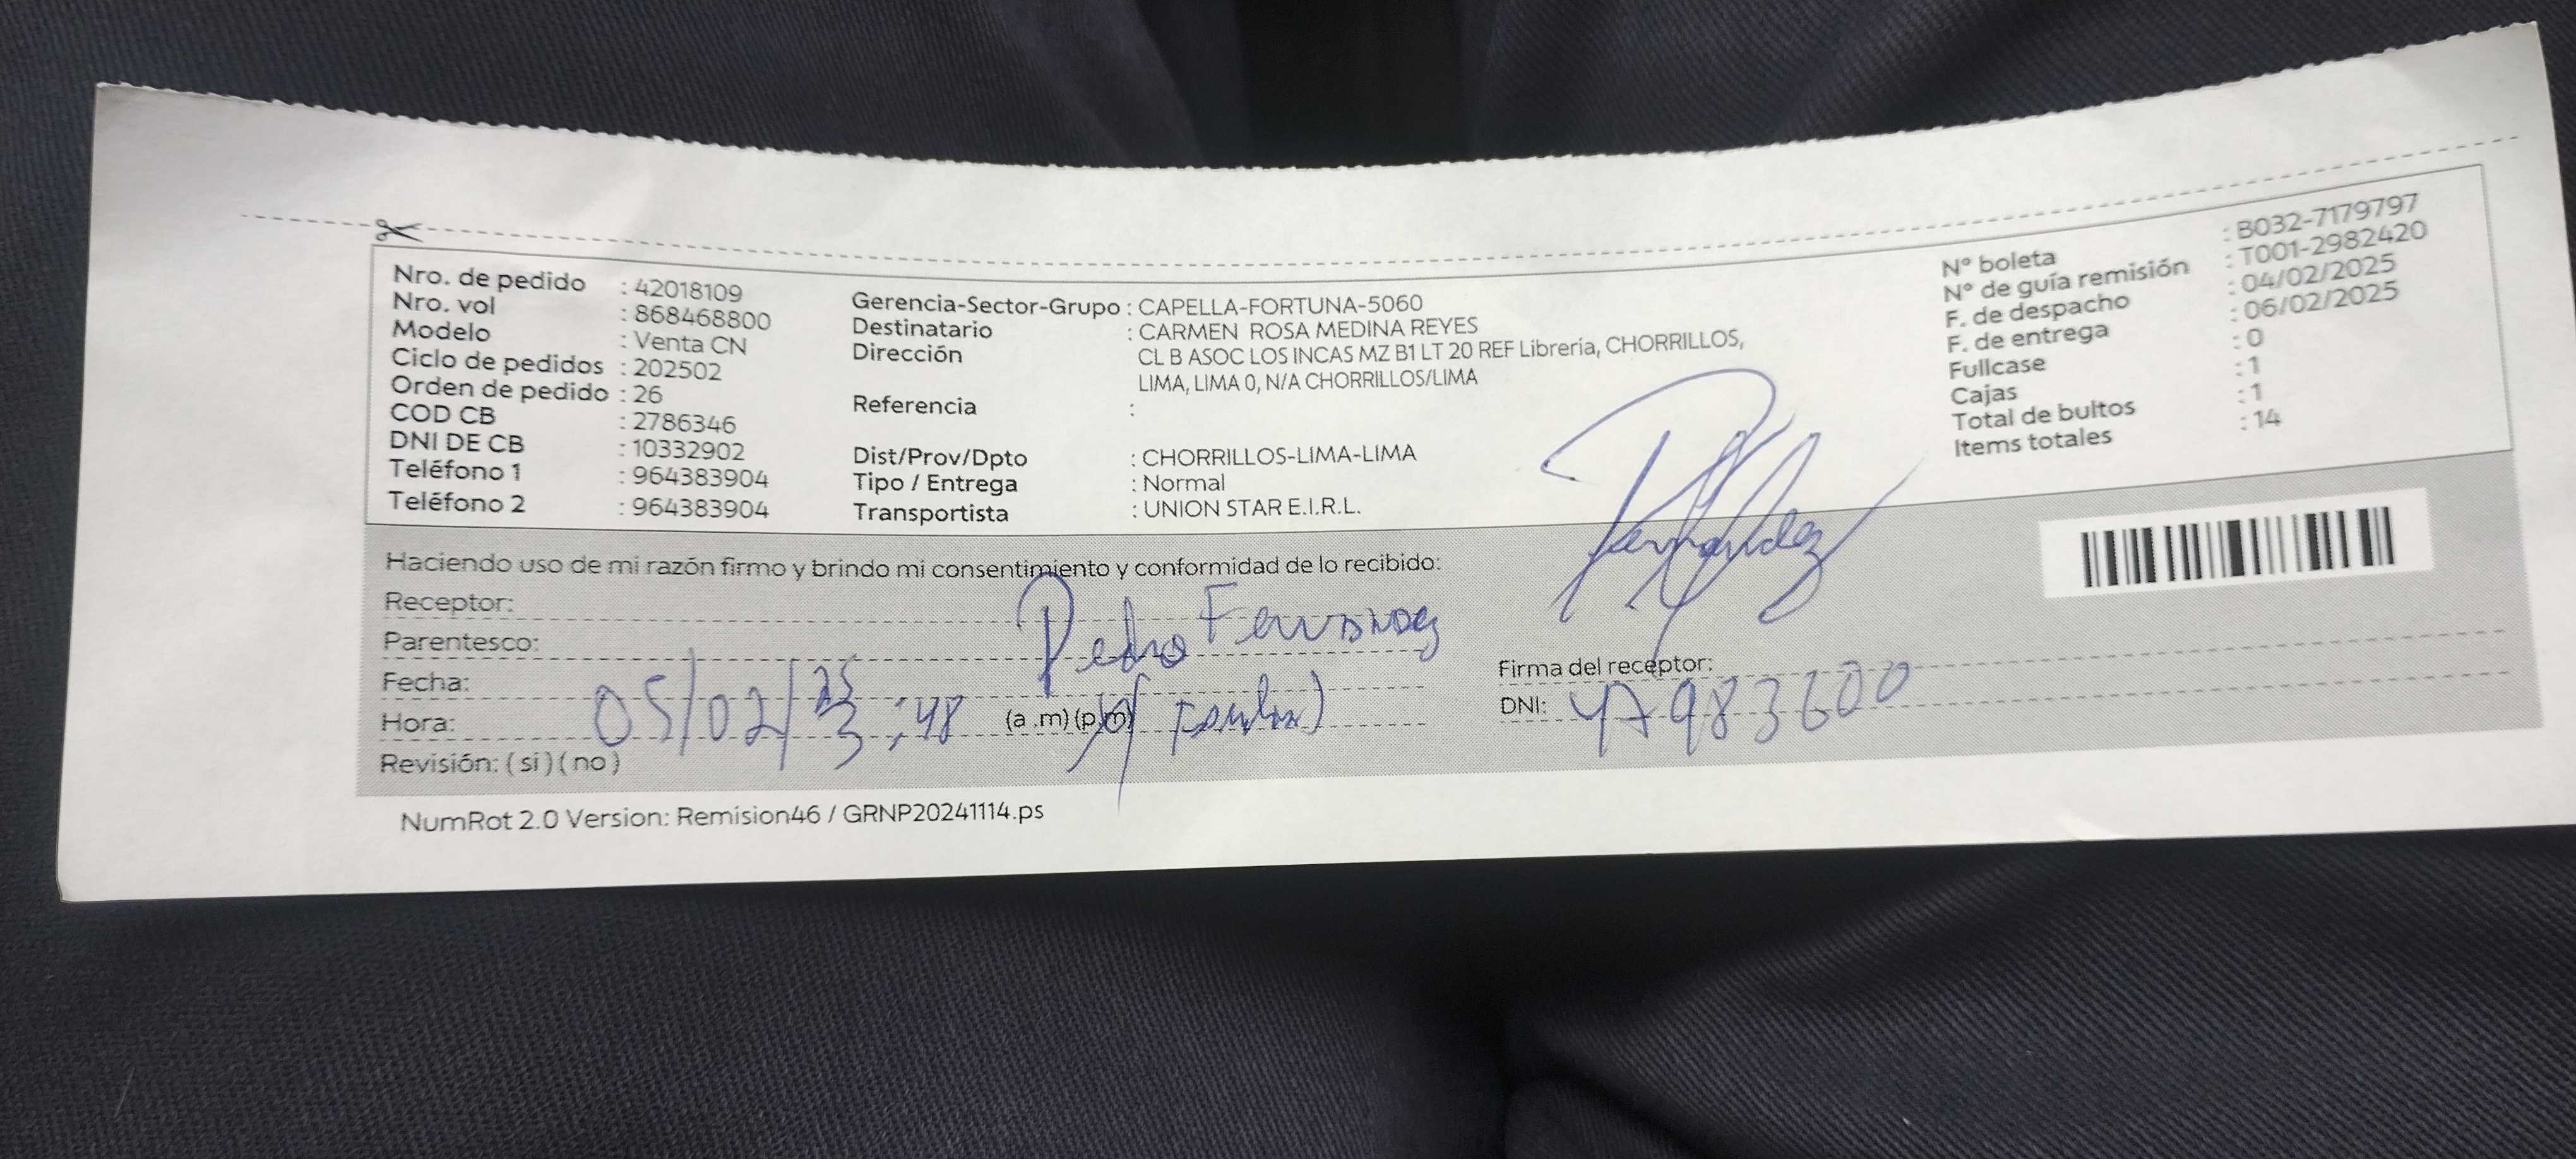 Nro. de pedido : 42018109
Nro. vol : 868468800
Modelo : Venta CN
Ciclo de pedidos : 202502
Orden de pedido : 26
COD CB : 2786346
DNI DE CB : 10332902
Teléfono 1 : 964383904
Teléfono 2 : 964383904
Gerencia-Sector-Grupo : CAPELLA-FORTUNA-5060
Destinatario : CARMEN ROSA MEDINA REYES
Dirección CL B ASOC LOS INCAS MZ B1 LT 20 REF Librería, CHORRILLOS,
LIMA, LIMA 0, N/A CHORRILLOS/LIMA
Referencia :
Dist/Prov/Dpto : CHORRILLOS-LIMA-LIMA
Tipo / Entrega : Normal
Transportista : UNION STAR E.I.R.L.
N° boleta : B032-7179797
N° de guía remisión : T001-2982420
F. de despacho : 04/02/2025
F. de entrega : 06/02/2025
Fullcase : 0
Cajas : 1
Total de bultos : 1
Items totales : 14
Haciendo uso de mi razón firmo y brindo mi consentimiento y conformidad de lo recibido:
Receptor:
Pedro Fernandez
Parentesco:
Fecha: 05/02/25
Hora: 3:48 (a .m) (p.m)
Revisión: ( si ) ( no )
Fernandez
Firma del receptor:
DNI: 47983600
NumRot 2.0 Version: Remision46 / GRNP20241114.ps